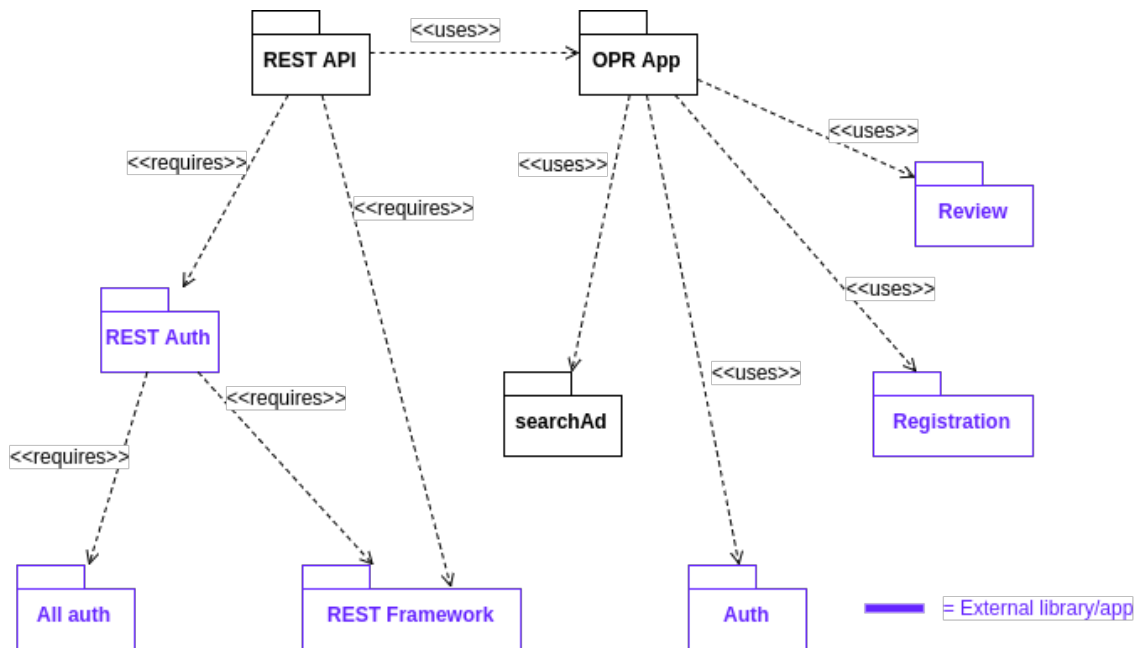 <<uses>>
REST API
OPR App
<<uses>>
<<requires>>
<<uses>>
<<requires>>
Review
<<uses>>
REST Auth
<<uses>>
<<requires>>
searchAd
Registration
<<requires>>
All auth
REST Framework
Auth
= External library/app